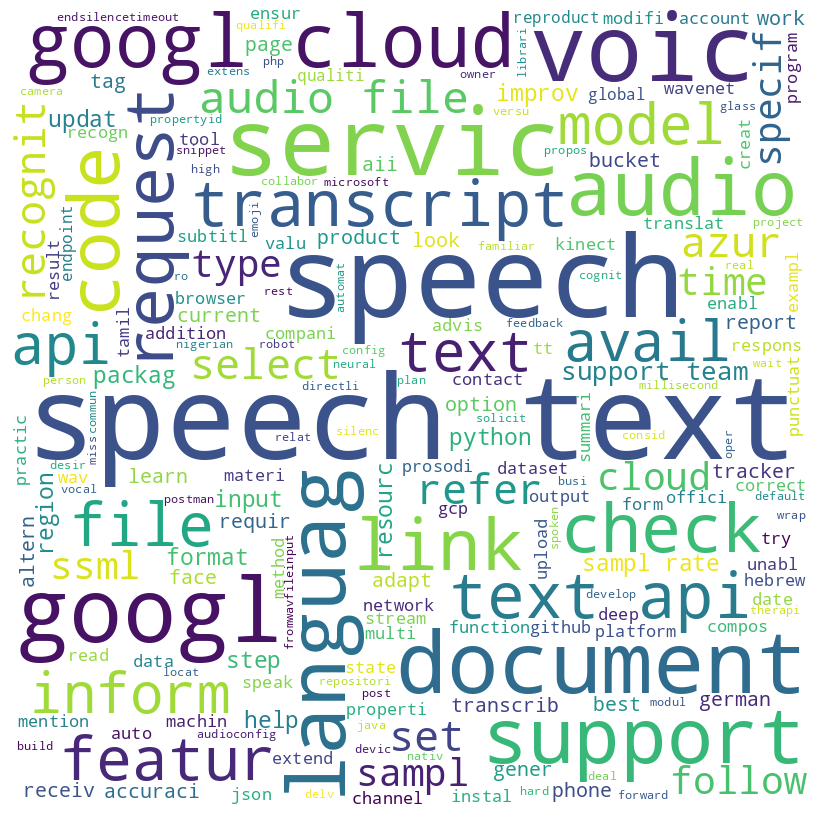 endsilencetimeout qualifi ensur reproduct modifi account work
googl cloud voic specif program
page php extens owner librari
camera tag qualiti audio file improv global wavenet glass
updat request propertyid versu
recognit code recogn snippet tool servic model creat
high aii propos bucket
collabor microsoft audio
transcript emoji translat project
endpoint result subtitl valu product look familiar kinect azur
type ro rest automat cognit real time exampl
browser enabl
chang tamil current config feedback advis report
api addition nigerian robot compani text tt avail respons
neural wait punctuat
person packag select directli plan contact millisecond support team
speech
option solicit summari
speech text
practic desir miss commun relat silenc python consid oper
region wav vocal learn materi prosodi dataset busi cloud tracker
altern input postman languag resourc refer gcp output form offici correct default
file requir link upload spoken check wrap
format method try
ssml face fromwavfileinput adapt sampl rate unabl hebrew
network text api date therapi
googl stream develop deep
multi function github platform compos
read data step state document
locat speak repositori
inform properti post transcrib best modul german
mention auto machin help java support
build featur audioconfig extend set devic nativ
delv sampl gener deal follow
receiv accuraci json channel instal hard phone forward